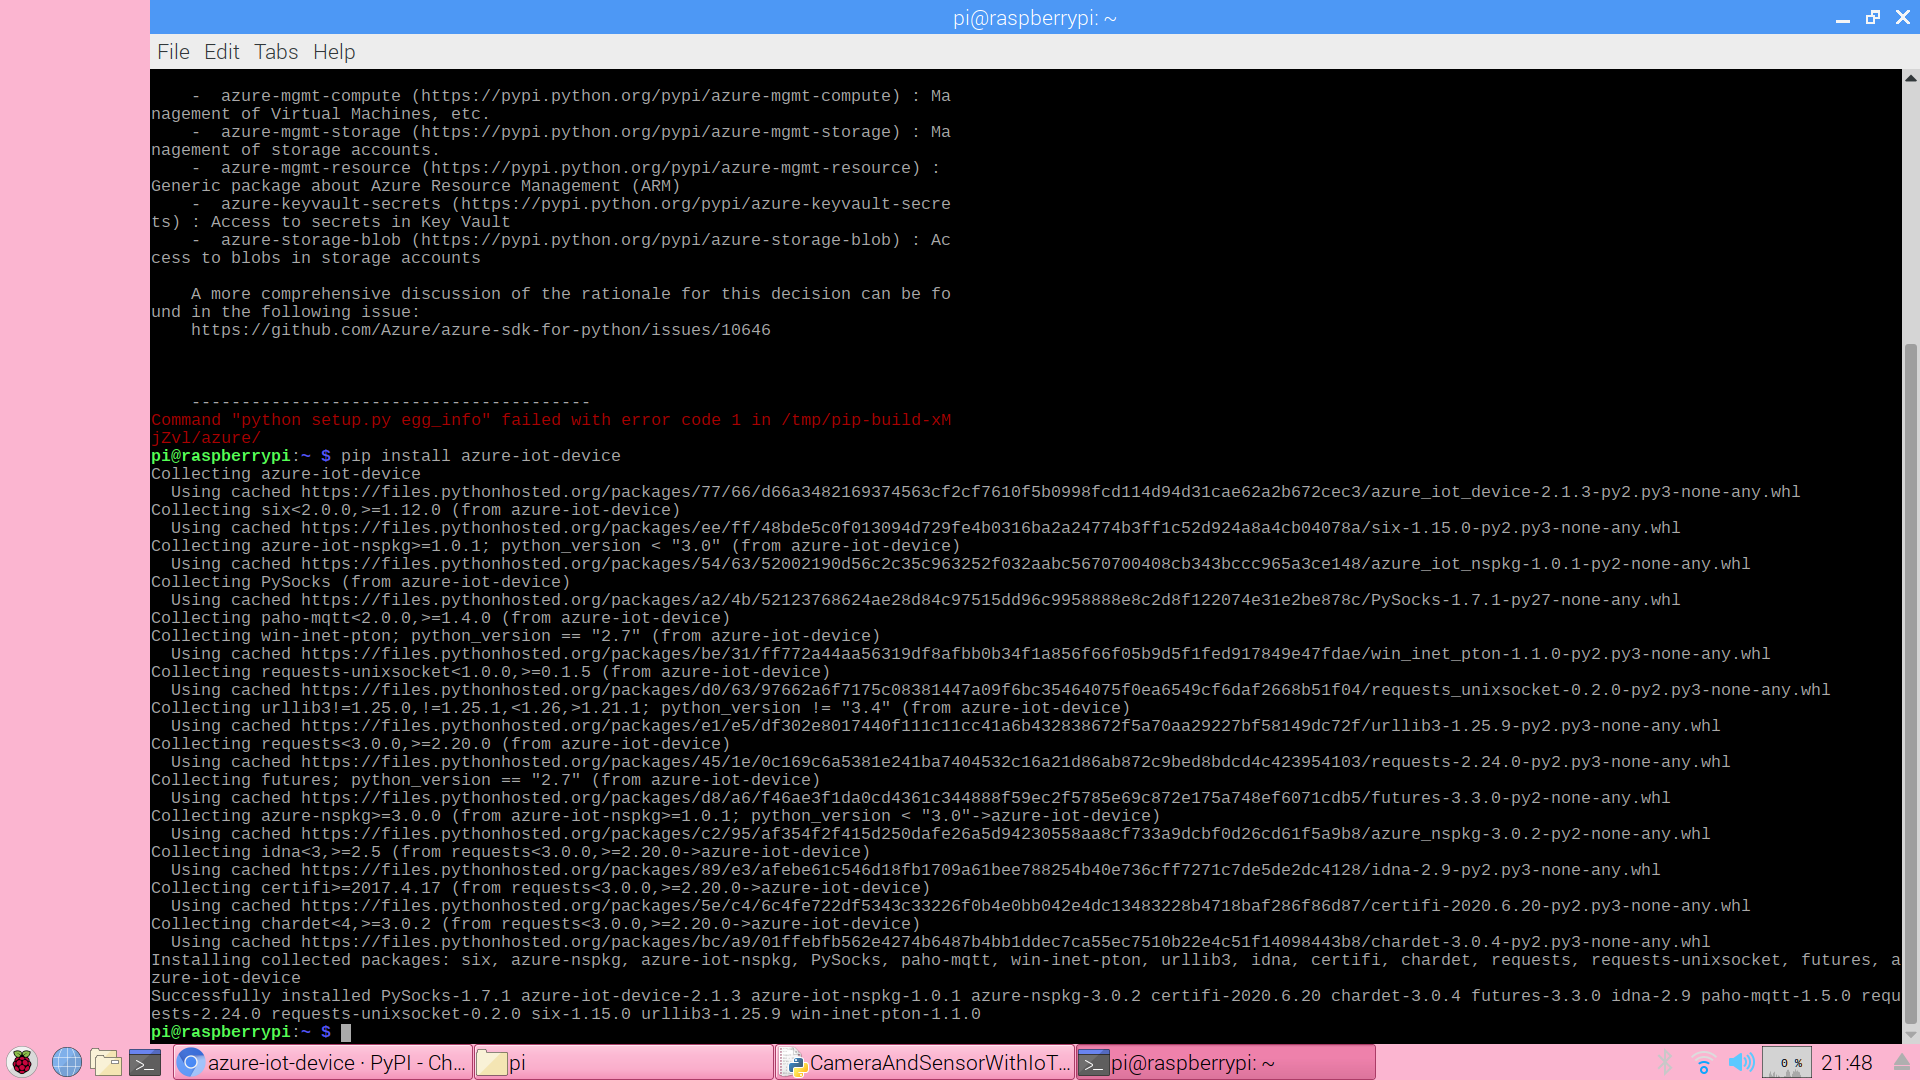 pi@raspberrypi: ~
File Edit Tabs Help
- azure-mgmt-compute (https://pypi.python.org/pypi/azure-mgmt-compute) : Ma
nagement of Virtual Machines, etc.
- azure-mgmt-storage (https://pypi.python.org/pypi/azure-mgmt-storage) : Ma
nagement of storage accounts.
- azure-mgmt-resource (https://pypi.python.org/pypi/azure-mgmt-resource) :
Generic package about Azure Resource Management (ARM)
- azure-keyvault-secrets (https://pypi.python.org/pypi/azure-keyvault-secre
ts) : Access to secrets in Key Vault
- azure-storage-blob (https://pypi.python.org/pypi/azure-storage-blob) : Ac
cess to blobs in storage accounts
A more comprehensive discussion of the rationale for this decision can be fo
und in the following issue:
https://github.com/Azure/azure-sdk-for-python/issues/10646
----------------------------------------
Command "python setup.py egg_info" failed with error code 1 in /tmp/pip-build-xM
jZvl/azure/
pi@raspberrypi:~ $ pip install azure-iot-device
Collecting azure-iot-device
Using cached https://files.pythonhosted.org/packages/77/66/d66a3482169374563cf2cf7610f5b0998fcd114d94d31cae62a2b672cec3/azure_iot_device-2.1.3-py2.py3-none-any.whl
Collecting six<2.0.0,>=1.12.0 (from azure-iot-device)
Using cached https://files.pythonhosted.org/packages/ee/ff/48bde5c0f013094d729fe4b0316ba2a24774b3ff1c52d924a8a4cb04078a/six-1.15.0-py2.py3-none-any.whl
Collecting azure-iot-nspkg>=1.0.1; python_version < "3.0" (from azure-iot-device)
Using cached https://files.pythonhosted.org/packages/54/63/52002190d56c2c35c963252f032aabc5670700408cb343bccc965a3ce148/azure_iot_nspkg-1.0.1-py2-none-any.whl
Collecting PySocks (from azure-iot-device)
Using cached https://files.pythonhosted.org/packages/a2/4b/52123768624ae28d84c97515dd96c9958888e8c2d8f122074e31e2be878c/PySocks-1.7.1-py27-none-any.whl
Collecting paho-mqtt<2.0.0,>=1.4.0 (from azure-iot-device)
Collecting win-inet-pton; python_version == "2.7" (from azure-iot-device)
Using cached https://files.pythonhosted.org/packages/be/31/ff772a44aa56319df8afbb0b34f1a856f66f05b9d5f1fed917849e47fdae/win_inet_pton-1.1.0-py2.py3-none-any.whl
Collecting requests-unixsocket<1.0.0,>=0.1.5 (from azure-iot-device)
Using cached https://files.pythonhosted.org/packages/d0/63/97662a6f7175c08381447a09f6bc35464075f0ea6549cf6daf2668b51f04/requests_unixsocket-0.2.0-py2.py3-none-any.whl
Collecting urllib3!=1.25.0,!=1.25.1,<1.26,>1.21.1; python_version != "3.4" (from azure-iot-device)
Using cached https://files.pythonhosted.org/packages/e1/e5/df302e8017440f111c11cc41a6b432838672f5a70aa29227bf58149dc72f/urllib3-1.25.9-py2.py3-none-any.whl
Collecting requests<3.0.0,>=2.20.0 (from azure-iot-device)
Using cached https://files.pythonhosted.org/packages/45/1e/0c169c6a5381e241ba7404532c16a21d86ab872c9bed8bdcd4c423954103/requests-2.24.0-py2.py3-none-any.whl
Collecting futures; python_version == "2.7" (from azure-iot-device)
Using cached https://files.pythonhosted.org/packages/d8/a6/f46ae3f1da0cd4361c344888f59ec2f5785e69c872e175a748ef6071cdb5/futures-3.3.0-py2-none-any.whl
Collecting azure-nspkg>=3.0.0 (from azure-iot-nspkg>=1.0.1; python_version < "3.0"->azure-iot-device)
Using cached https://files.pythonhosted.org/packages/c2/95/af354f2f415d250dafe26a5d94230558aa8cf733a9dcbf0d26cd61f5a9b8/azure_nspkg-3.0.2-py2-none-any.whl
Collecting idna<3,>=2.5 (from requests<3.0.0,>=2.20.0->azure-iot-device)
Using cached https://files.pythonhosted.org/packages/89/e3/afebe61c546d18fb1709a61bee788254b40e736cff7271c7de5de2dc4128/idna-2.9-py2.py3-none-any.whl
Collecting certifi>=2017.4.17 (from requests<3.0.0,>=2.20.0->azure-iot-device)
Using cached https://files.pythonhosted.org/packages/5e/c4/6c4fe722df5343c33226f0b4e0bb042e4dc13483228b4718baf286f86d87/certifi-2020.6.20-py2.py3-none-any.whl
Collecting chardet<4,>=3.0.2 (from requests<3.0.0,>=2.20.0->azure-iot-device)
Using cached https://files.pythonhosted.org/packages/bc/a9/01ffebfb562e4274b6487b4bb1ddec7ca55ec7510b22e4c51f14098443b8/chardet-3.0.4-py2.py3-none-any.whl
Installing collected packages: six, azure-nspkg, azure-iot-nspkg, PySocks, paho-mqtt, win-inet-pton, urllib3, idna, certifi, chardet, requests, requests-unixsocket, futures, a
zure-iot-device
Successfully installed PySocks-1.7.1 azure-iot-device-2.1.3 azure-iot-nspkg-1.0.1 azure-nspkg-3.0.2 certifi-2020.6.20 chardet-3.0.4 futures-3.3.0 idna-2.9 paho-mqtt-1.5.0 requ
ests-2.24.0 requests-unixsocket-0.2.0 six-1.15.0 urllib3-1.25.9 win-inet-pton-1.1.0
pi@raspberrypi:~ $
azure-iot-device · PyPI - Ch... pi CameraAndSensorWithIoT... pi@raspberrypi: ~ 0 % 21:48